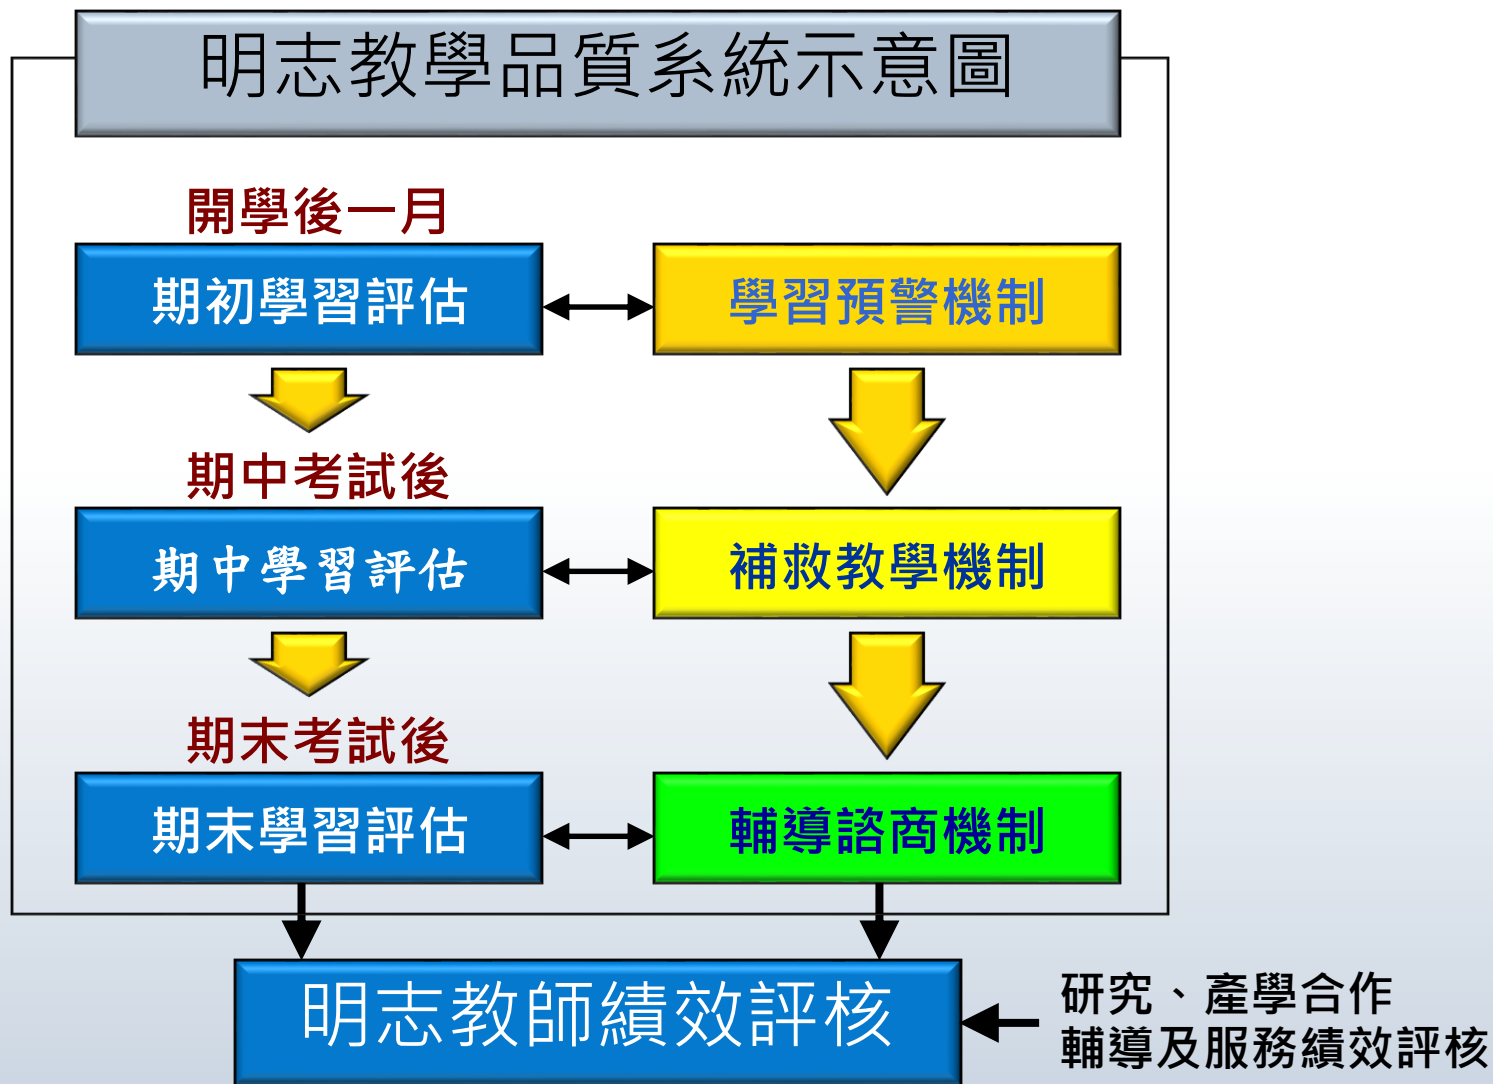 明志教學品質系統示意圖
開學後一月
期初學習評估
學習預警機制
期中考試後
期中學習評估
補救教學機制
期末考試後
期末學習評估
輔導諮商機制
明志教師績效評核
研究、產學合作
輔導及服務績效評核